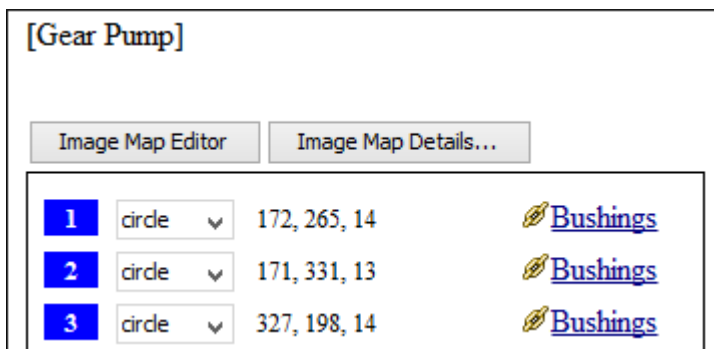 [Gear Pump]
Image Map Editor Image Map Details...
1 circle 172, 265, 14 Bushings
2 circle 171, 331, 13 Bushings
3 circle 327, 198, 14 Bushings